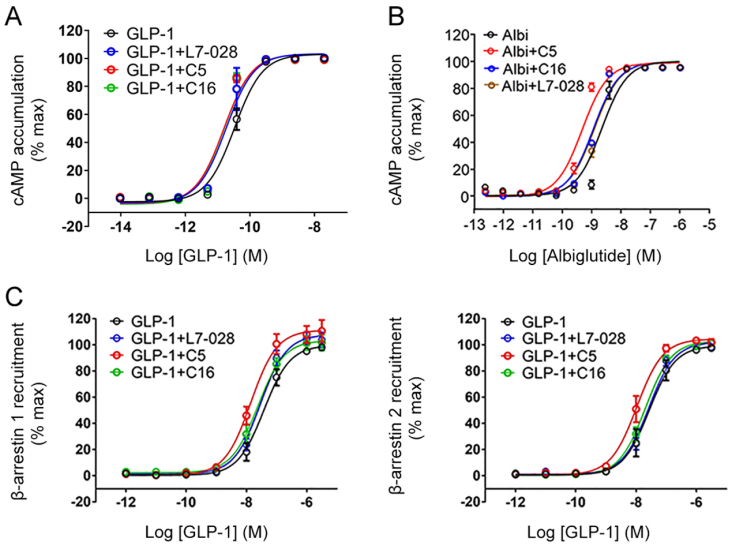 A
GLP-1
GLP-1+L7-028
GLP-1+C5
GLP-1+C16
cAMP accumulation
(% max)
120
100
80
60
40
20
0
-20
-14
-12
-10
-8
Log [GLP-1] (M)
B
Albi
Albi+C5
Albi+C16
Albi+L7-028
cAMP accumulation
(% max)
120
100
80
60
40
20
0
-20
-13
-12
-11
-10
-9
-8
-7
-6
-5
Log [Albiglutide] (M)
C
GLP-1
GLP-1+L7-028
GLP-1+C5
GLP-1+C16
β-arrestin 1 recruitment
(% max)
120
100
80
60
40
20
0
-20
-12
-10
-8
-6
Log [GLP-1] (M)
GLP-1
GLP-1+L7-028
GLP-1+C5
GLP-1+C16
β-arrestin 2 recruitment
(% max)
120
100
80
60
40
20
0
-20
-12
-10
-8
-6
Log [GLP-1] (M)